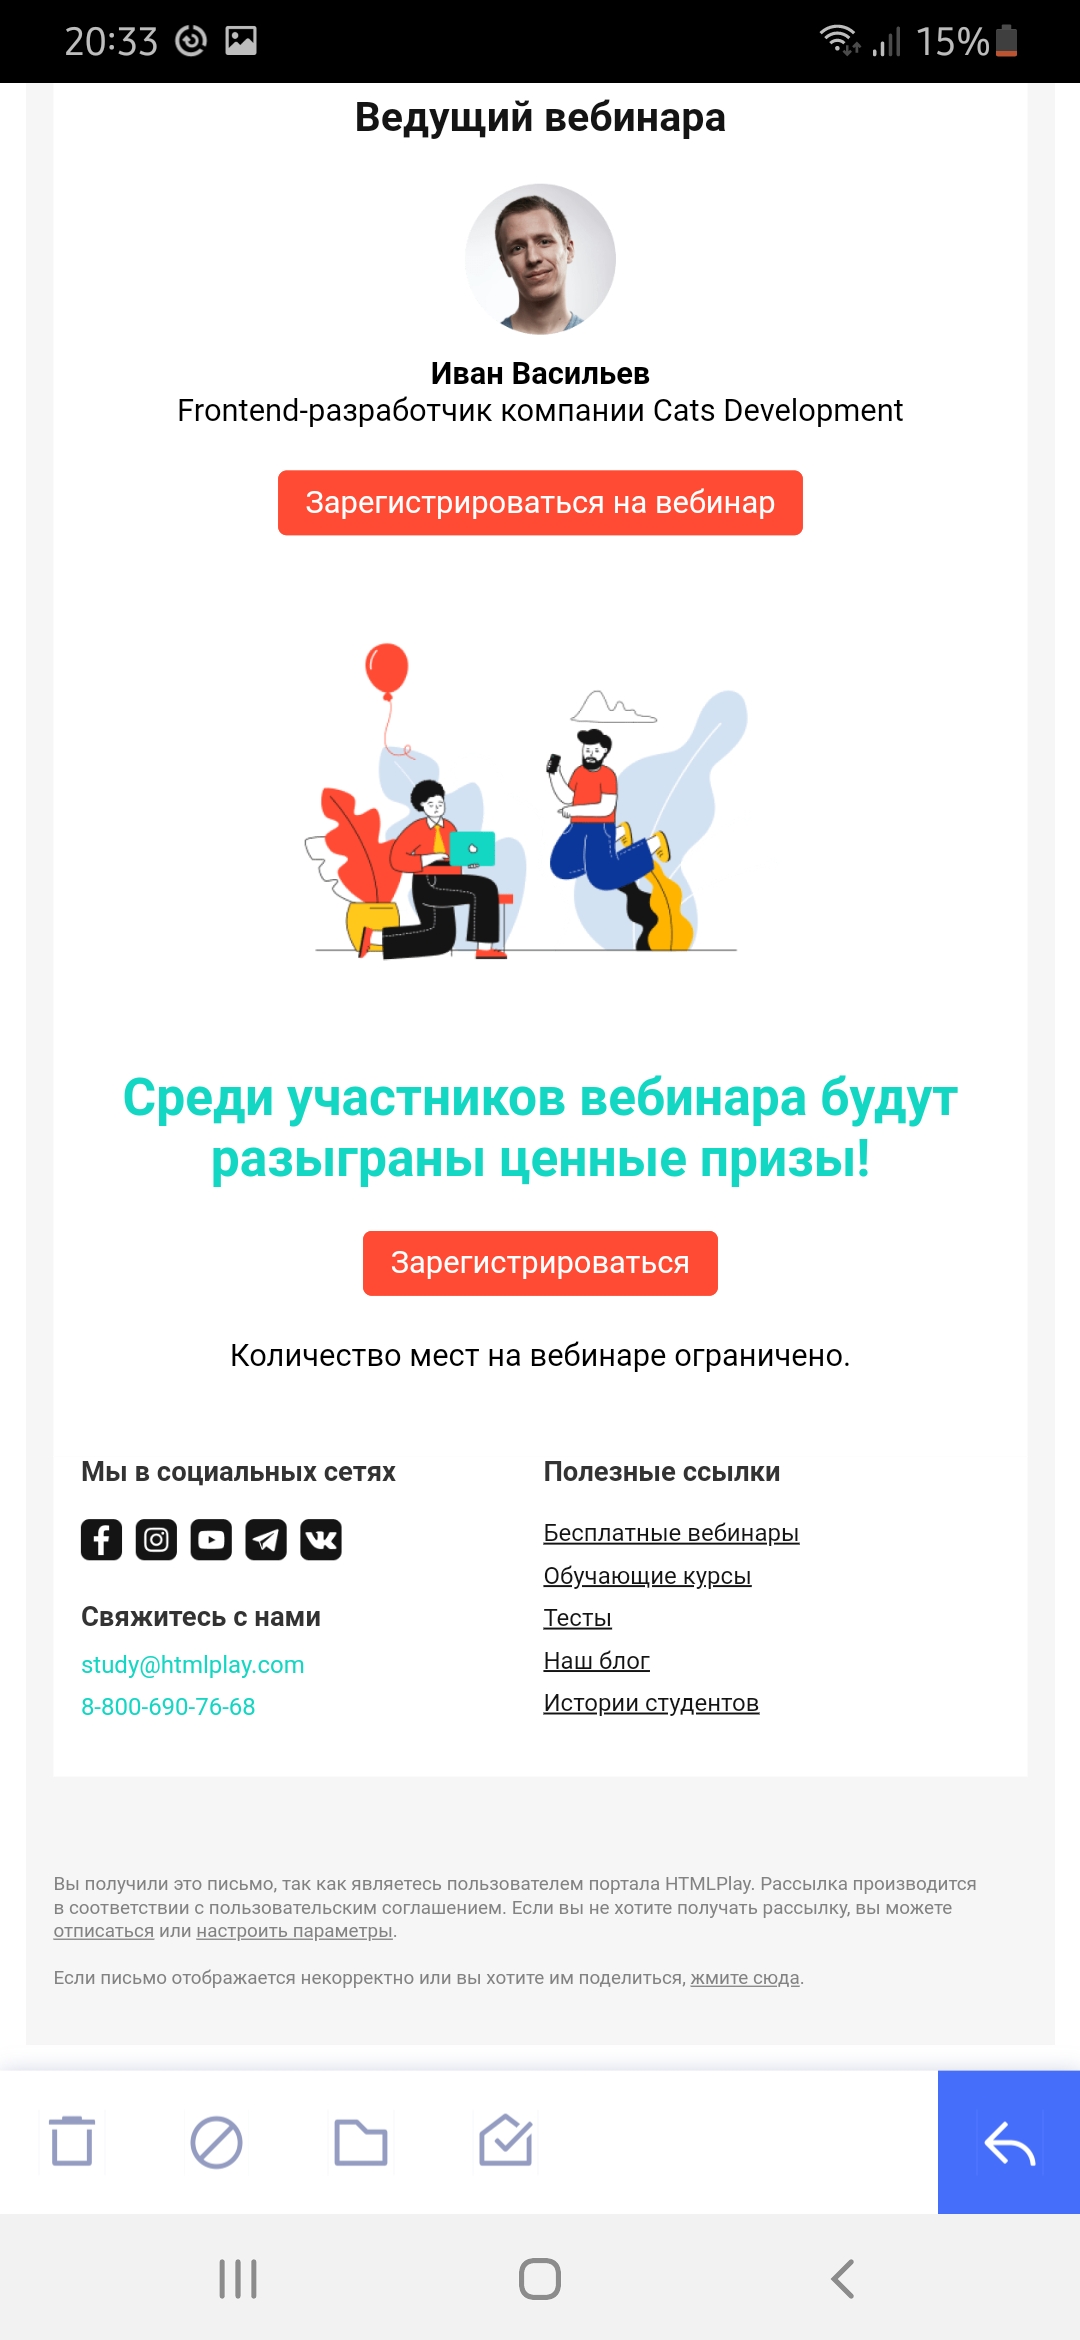 20:33
15%
Ведущий вебинара
Иван Васильев
Frontend-разработчик компании Cats Development
Зарегистрироваться на вебинар
Среди участников вебинара будут
разыграны ценные призы!
Зарегистрироваться
Количество мест на вебинаре ограничено.
Мы в социальных сетях
Свяжитесь с нами
study@htmlplay.com
8-800-690-76-68
Полезные ссылки
Бесплатные вебинары
Обучающие курсы
Тесты
Наш блог
Истории студентов
Вы получили это письмо, так как являетесь пользователем портала HTMLPlay. Рассылка производится
в соответствии с пользовательским соглашением. Если вы не хотите получать рассылку, вы можете
отписаться или настроить параметры.
Если письмо отображается некорректно или вы хотите им поделиться, жмите сюда.